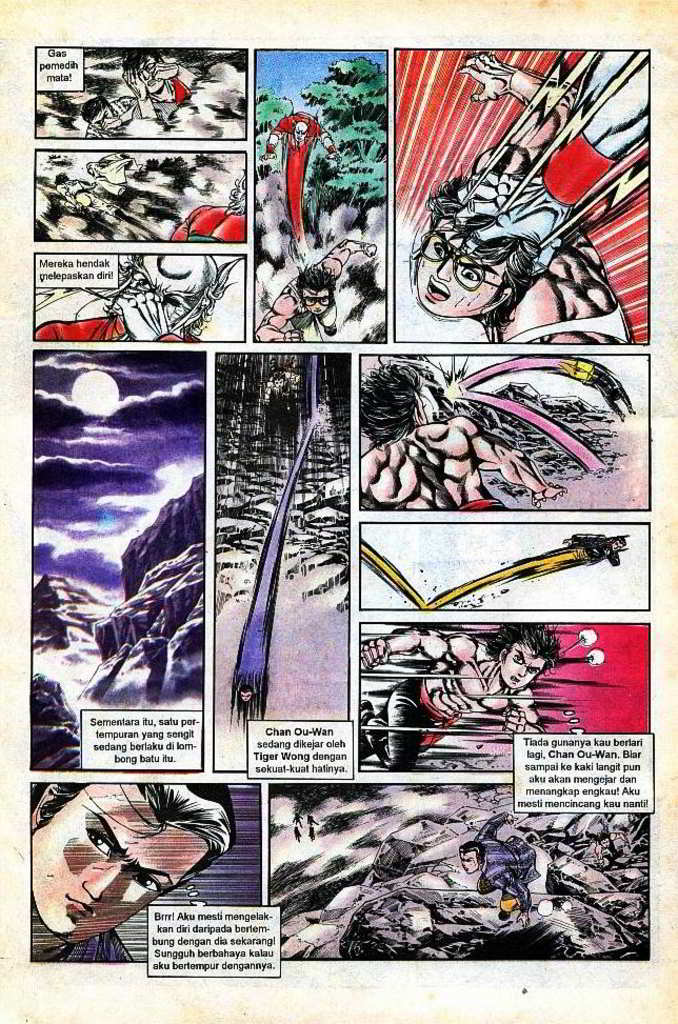 Gas
pemedih
mata!
Mereka hendak
melepaskan diri!
Sementara itu, satu per-
tempuran yang sengit
sedang berlaku di lom-
bong batu itu.
Chan Ou-Wan
sedang dikejar oleh
Tiger Wong dengan
sekuat-kuat hatinya.
Tiada gunanya kau berlari
lagi, Chan Ou-Wan. Biar
sampai ke kaki langit pun
aku akan mengejar dan
menangkap engkau! Aku
mesti mencincang kau nanti!
Brrr! Aku mesti mengelak-
kan diri daripada bertem-
bung dengan dia sekarang!
Sungguh berbahaya kalau
aku bertempur dengannya.